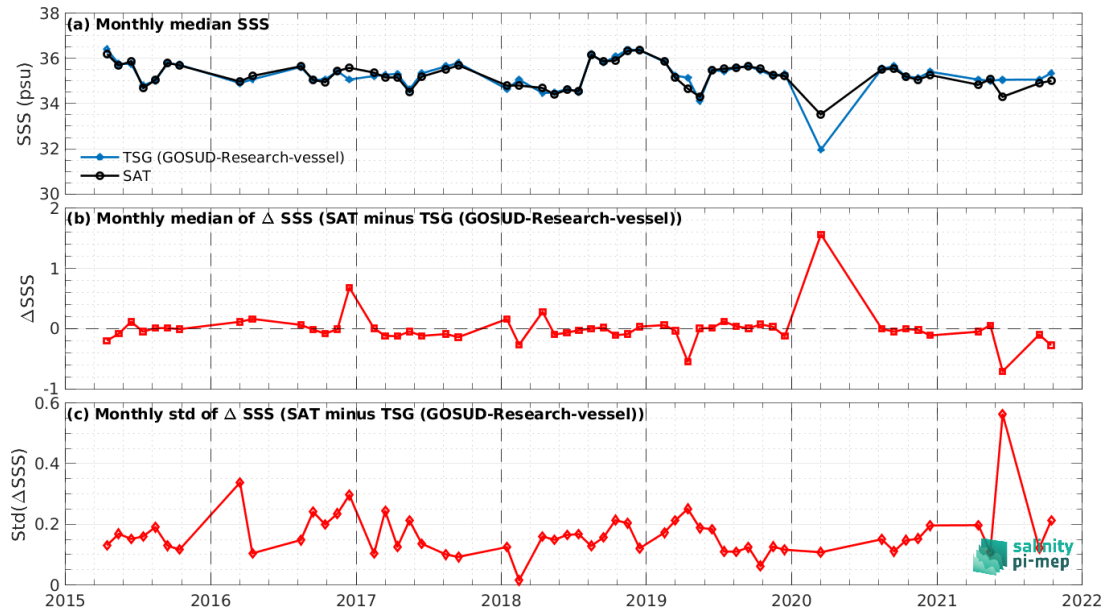 (a) Monthly median SSS
38
36
34
32
30
SSS (psu)
TSG (GOSUD-Research-vessel)
SAT
(b) Monthly median of Δ SSS (SAT minus TSG (GOSUD-Research-vessel))
2
1
0
-1
ΔSSS
(c) Monthly std of Δ SSS (SAT minus TSG (GOSUD-Research-vessel))
0.6
0.4
0.2
0
Std(ΔSSS)
salinity
pi-mep
2015 2016 2017 2018 2019 2020 2021 2022